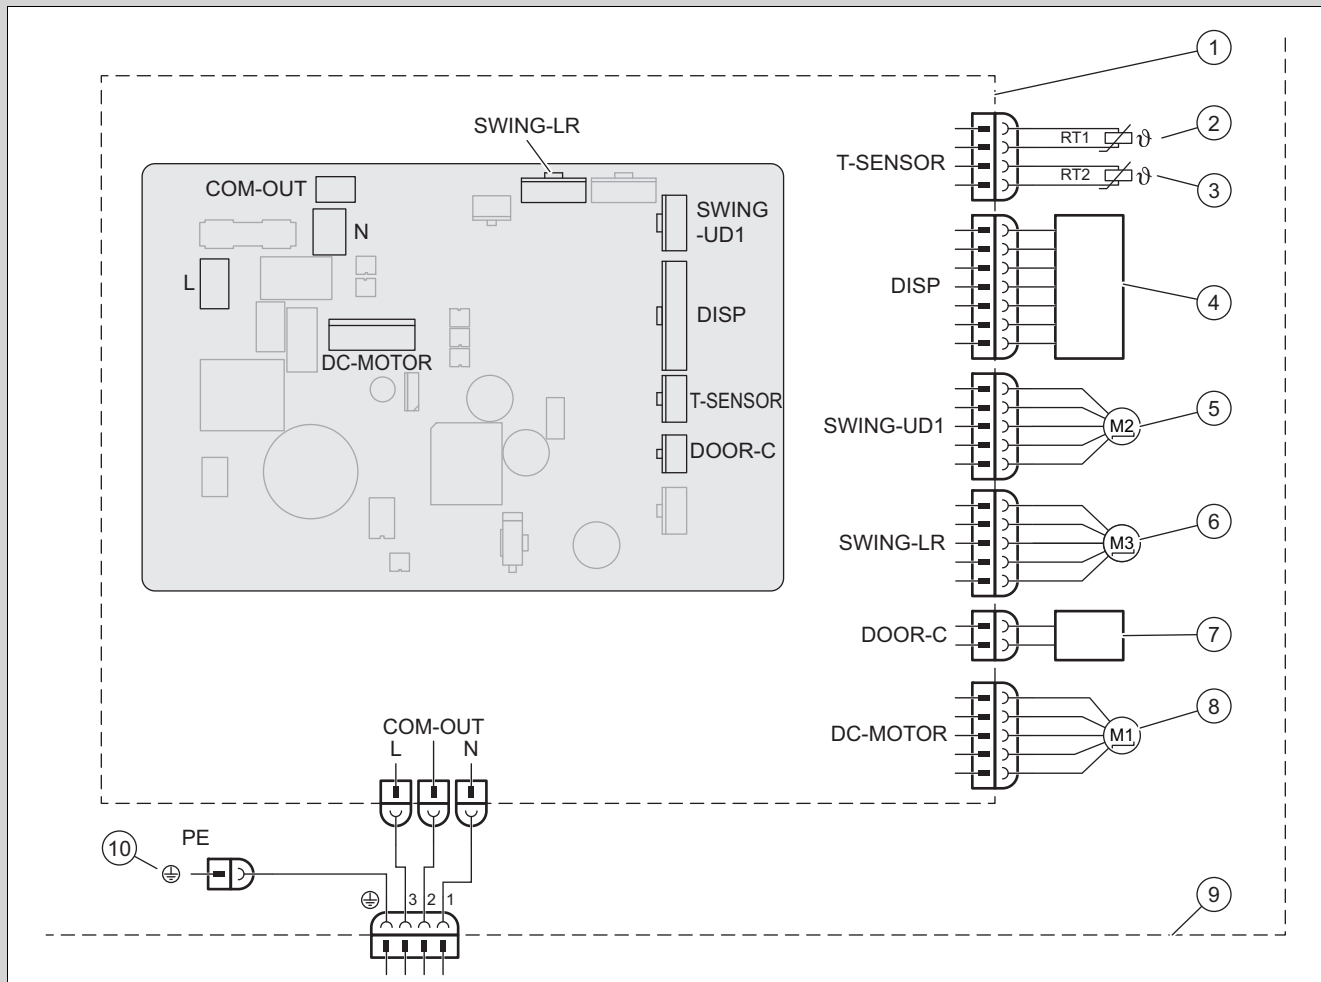 1
SWING-LR
2
RT1 ϑ
T-SENSOR
RT2 ϑ
3
COM-OUT
N
L
SWING
-UD1
DISP
DC-MOTOR
T-SENSOR
DOOR-C
DISP
4
SWING-UD1
M2
5
SWING-LR
M3
6
DOOR-C
7
DC-MOTOR
M1
8
COM-OUT
L N
PE
10
3 2 1
9